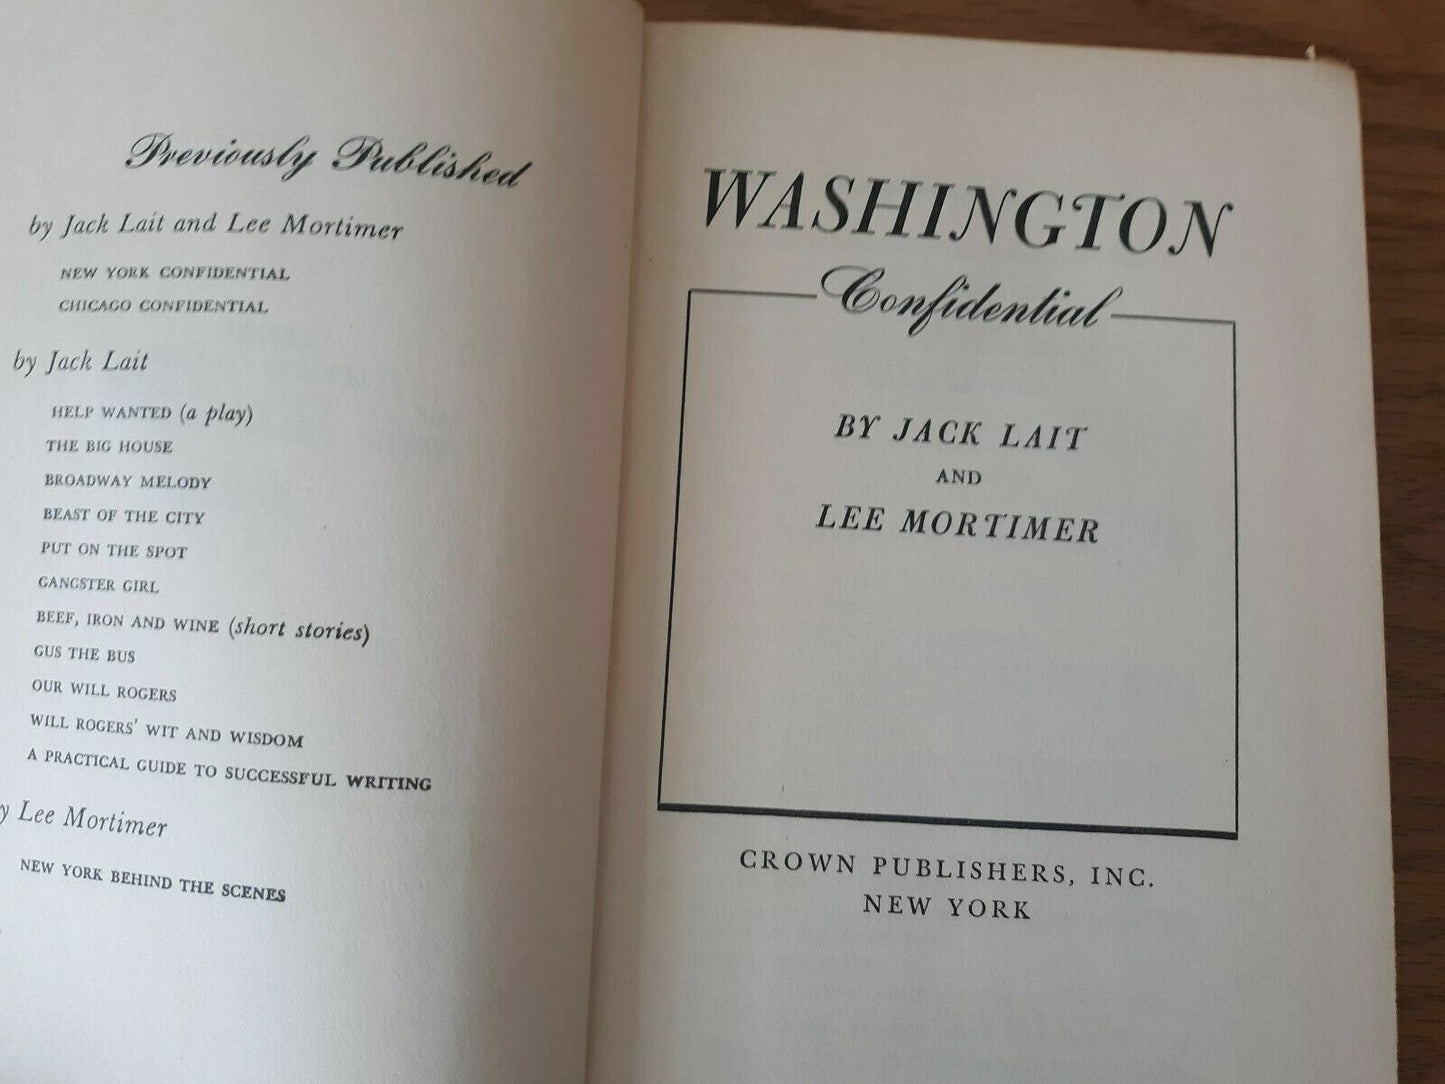 Previously Published
by Jack Lait and Lee Mortimer
NEW YORK CONFIDENTIAL
CHICAGO CONFIDENTIAL
by Jack Lait
HELP WANTED (a play)
THE BIG HOUSE
BROADWAY MELODY
BEAST OF THE CITY
PUT ON THE SPOT
GANGSTER GIRL
BEEF, IRON AND WINE (short stories)
GUS THE BUS
OUR WILL ROGERS
WILL ROGERS' WIT AND WISDOM
A PRACTICAL GUIDE TO SUCCESSFUL WRITING
y Lee Mortimer
NEW YORK BEHIND THE SCENES
WASHINGTON
Confidential
BY JACK LAIT
AND
LEE MORTIMER
CROWN PUBLISHERS, INC.
NEW YORK